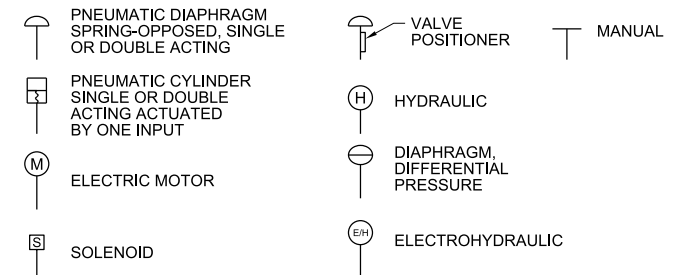 PNEUMATIC DIAPHRAGM
SPRING-OPPOSED, SINGLE
OR DOUBLE ACTING
PNEUMATIC CYLINDER
SINGLE OR DOUBLE
ACTING ACTUATED
BY ONE INPUT
M
ELECTRIC MOTOR
S
SOLENOID
VALVE
POSITIONER
MANUAL
H
HYDRAULIC
DIAPHRAGM,
DIFFERENTIAL
PRESSURE
E/H
ELECTROHYDRAULIC